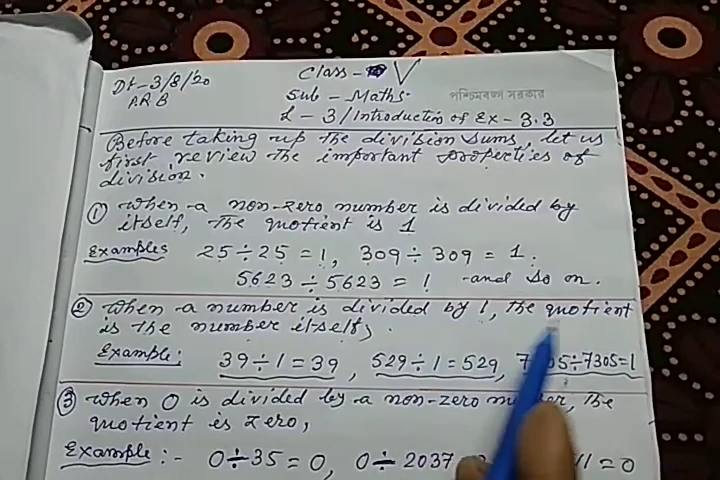 Dt-3/8/20
A.R.B
Class - V
Sub - Maths.
পশ্চিমবঙ্গ সরকার
L - 3/Introduction of Ex - 3.3
Before taking up the division sums, let us
first review the important properties of
division.
① When a non-zero number is divided by
itself, the quotient is 1
Examples 25÷25 = 1, 309÷309 = 1.
5623÷5623 = 1 and so on.
② When a number is divided by 1, the quotient
is the number itself,
Example: 39÷1=39, 529÷1=529, 7305÷7305=1
③ When 0 is divided by a non-zero number, the
quotient is zero,
Example :- 0÷35=0, 0÷2037 11=0